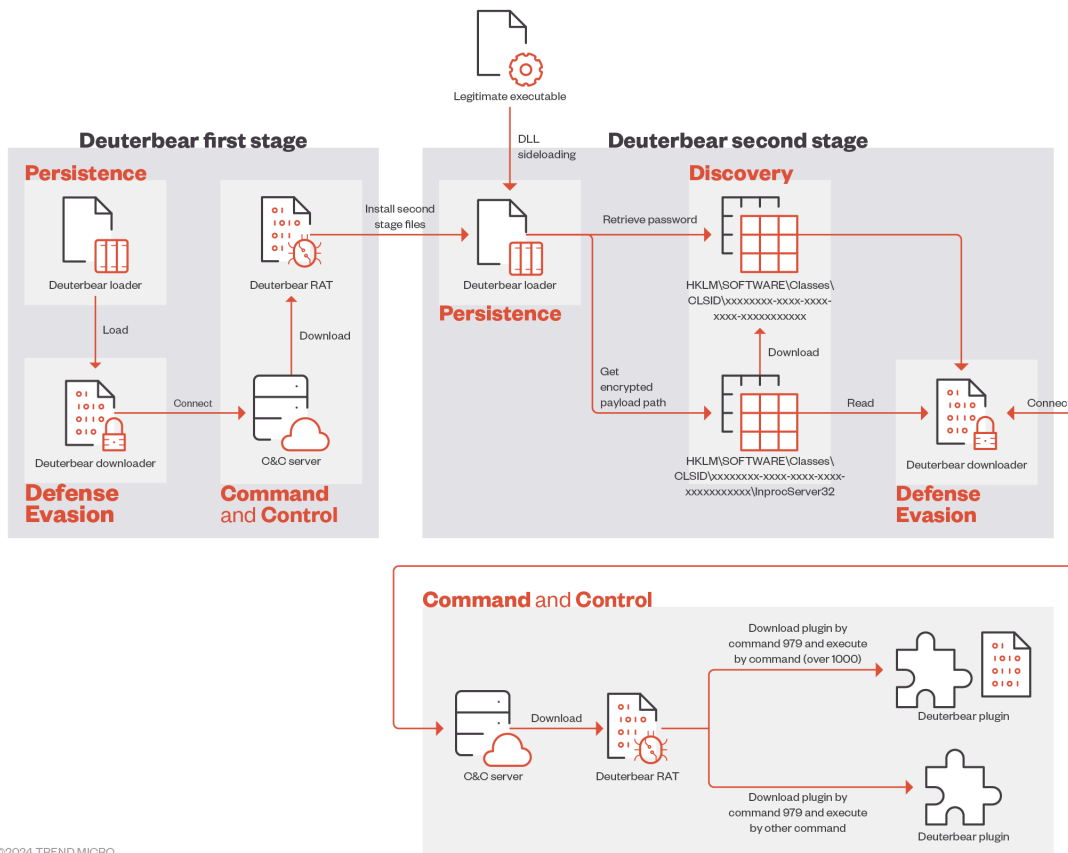 Legitimate executable
DLL
sideloading
Deuterbear first stage
Deuterbear second stage
Persistence
Deuterbear loader
Load
Deuterbear downloader
Defense
Evasion
Connect
Deuterbear RAT
Download
C&C server
Command
and Control
Install second
stage files
Deuterbear loader
Persistence
Retrieve password
Get
encrypted
payload path
Discovery
HKLM\SOFTWARE\Classes\
CLSID\xxxxxxxx-xxxx-xxxx-
xxxx-xxxxxxxxxxx
Download
HKLM\SOFTWARE\Classes\
CLSID\xxxxxxxx-xxxx-xxxx-xxxx-
xxxxxxxxxxx\InprocServer32
Read
Connec
Deuterbear downloader
Defense
Evasion
Command and Control
C&C server
Download
Deuterbear RAT
Download plugin by
command 979 and execute
by command (over 1000)
Deuterbear plugin
Download plugin by
command 979 and execute
by other command
Deuterbear plugin
©2024 TREND MICRO